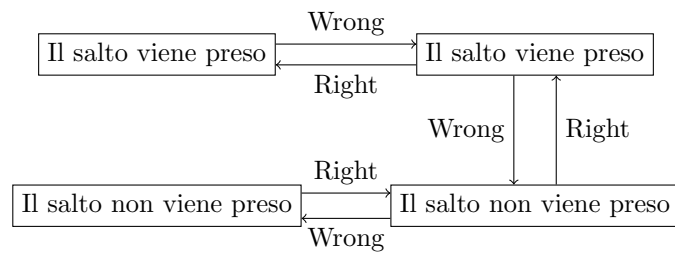 Wrong
Il salto viene preso
Il salto viene preso
Right
Wrong
Right
Right
Il salto non viene preso
Il salto non viene preso
Wrong